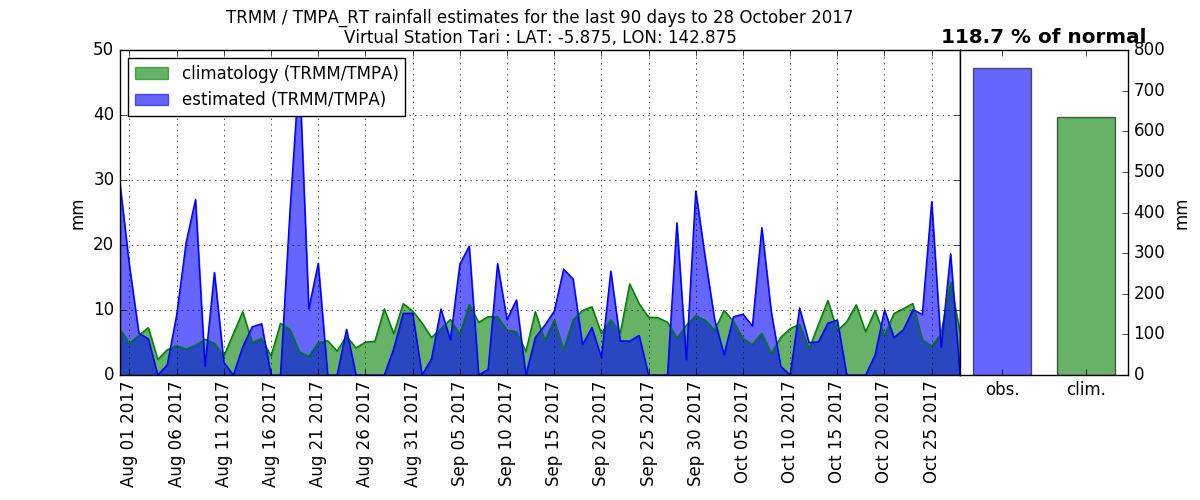 TRMM / TMPA_RT rainfall estimates for the last 90 days to 28 October 2017
Virtual Station Tari : LAT: -5.875, LON: 142.875
118.7 % of normal
climatology (TRMM/TMPA)
estimated (TRMM/TMPA)
50
40
30
20
10
0
mm
Aug 01 2017
Aug 06 2017
Aug 11 2017
Aug 16 2017
Aug 21 2017
Aug 26 2017
Aug 31 2017
Sep 05 2017
Sep 10 2017
Sep 15 2017
Sep 20 2017
Sep 25 2017
Sep 30 2017
Oct 05 2017
Oct 10 2017
Oct 15 2017
Oct 20 2017
Oct 25 2017
obs.
clim.
800
700
600
500
400
300
200
100
0
mm